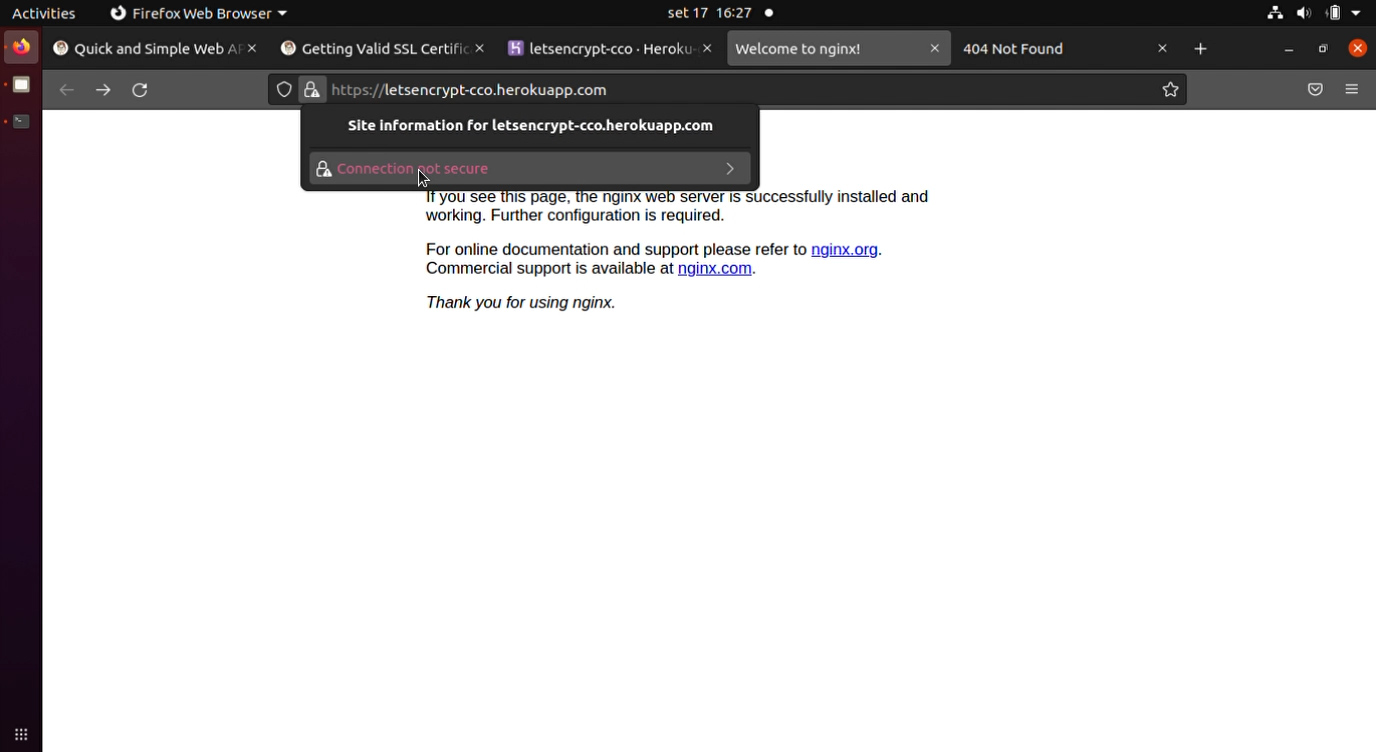 Activities
Firefox Web Browser
set 17 16:27
Quick and Simple Web AP
Getting Valid SSL Certific
letsencrypt-cco · Heroku
Welcome to nginx!
404 Not Found
https://letsencrypt-cco.herokuapp.com
Site information for letsencrypt-cco.herokuapp.com
Connection not secure
If you see this page, the nginx web server is successfully installed and
working. Further configuration is required.
For online documentation and support please refer to nginx.org.
Commercial support is available at nginx.com.
Thank you for using nginx.